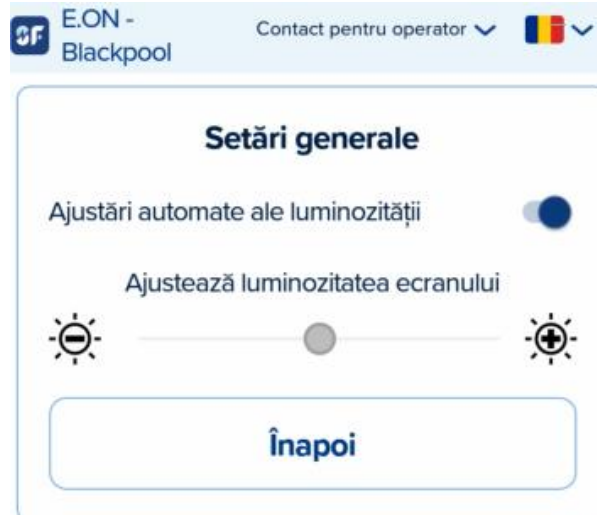 SF
E.ON -
Blackpool
Contact pentru operator
Setări generale
Ajustări automate ale luminozității
Ajustează luminozitatea ecranului
Înapoi